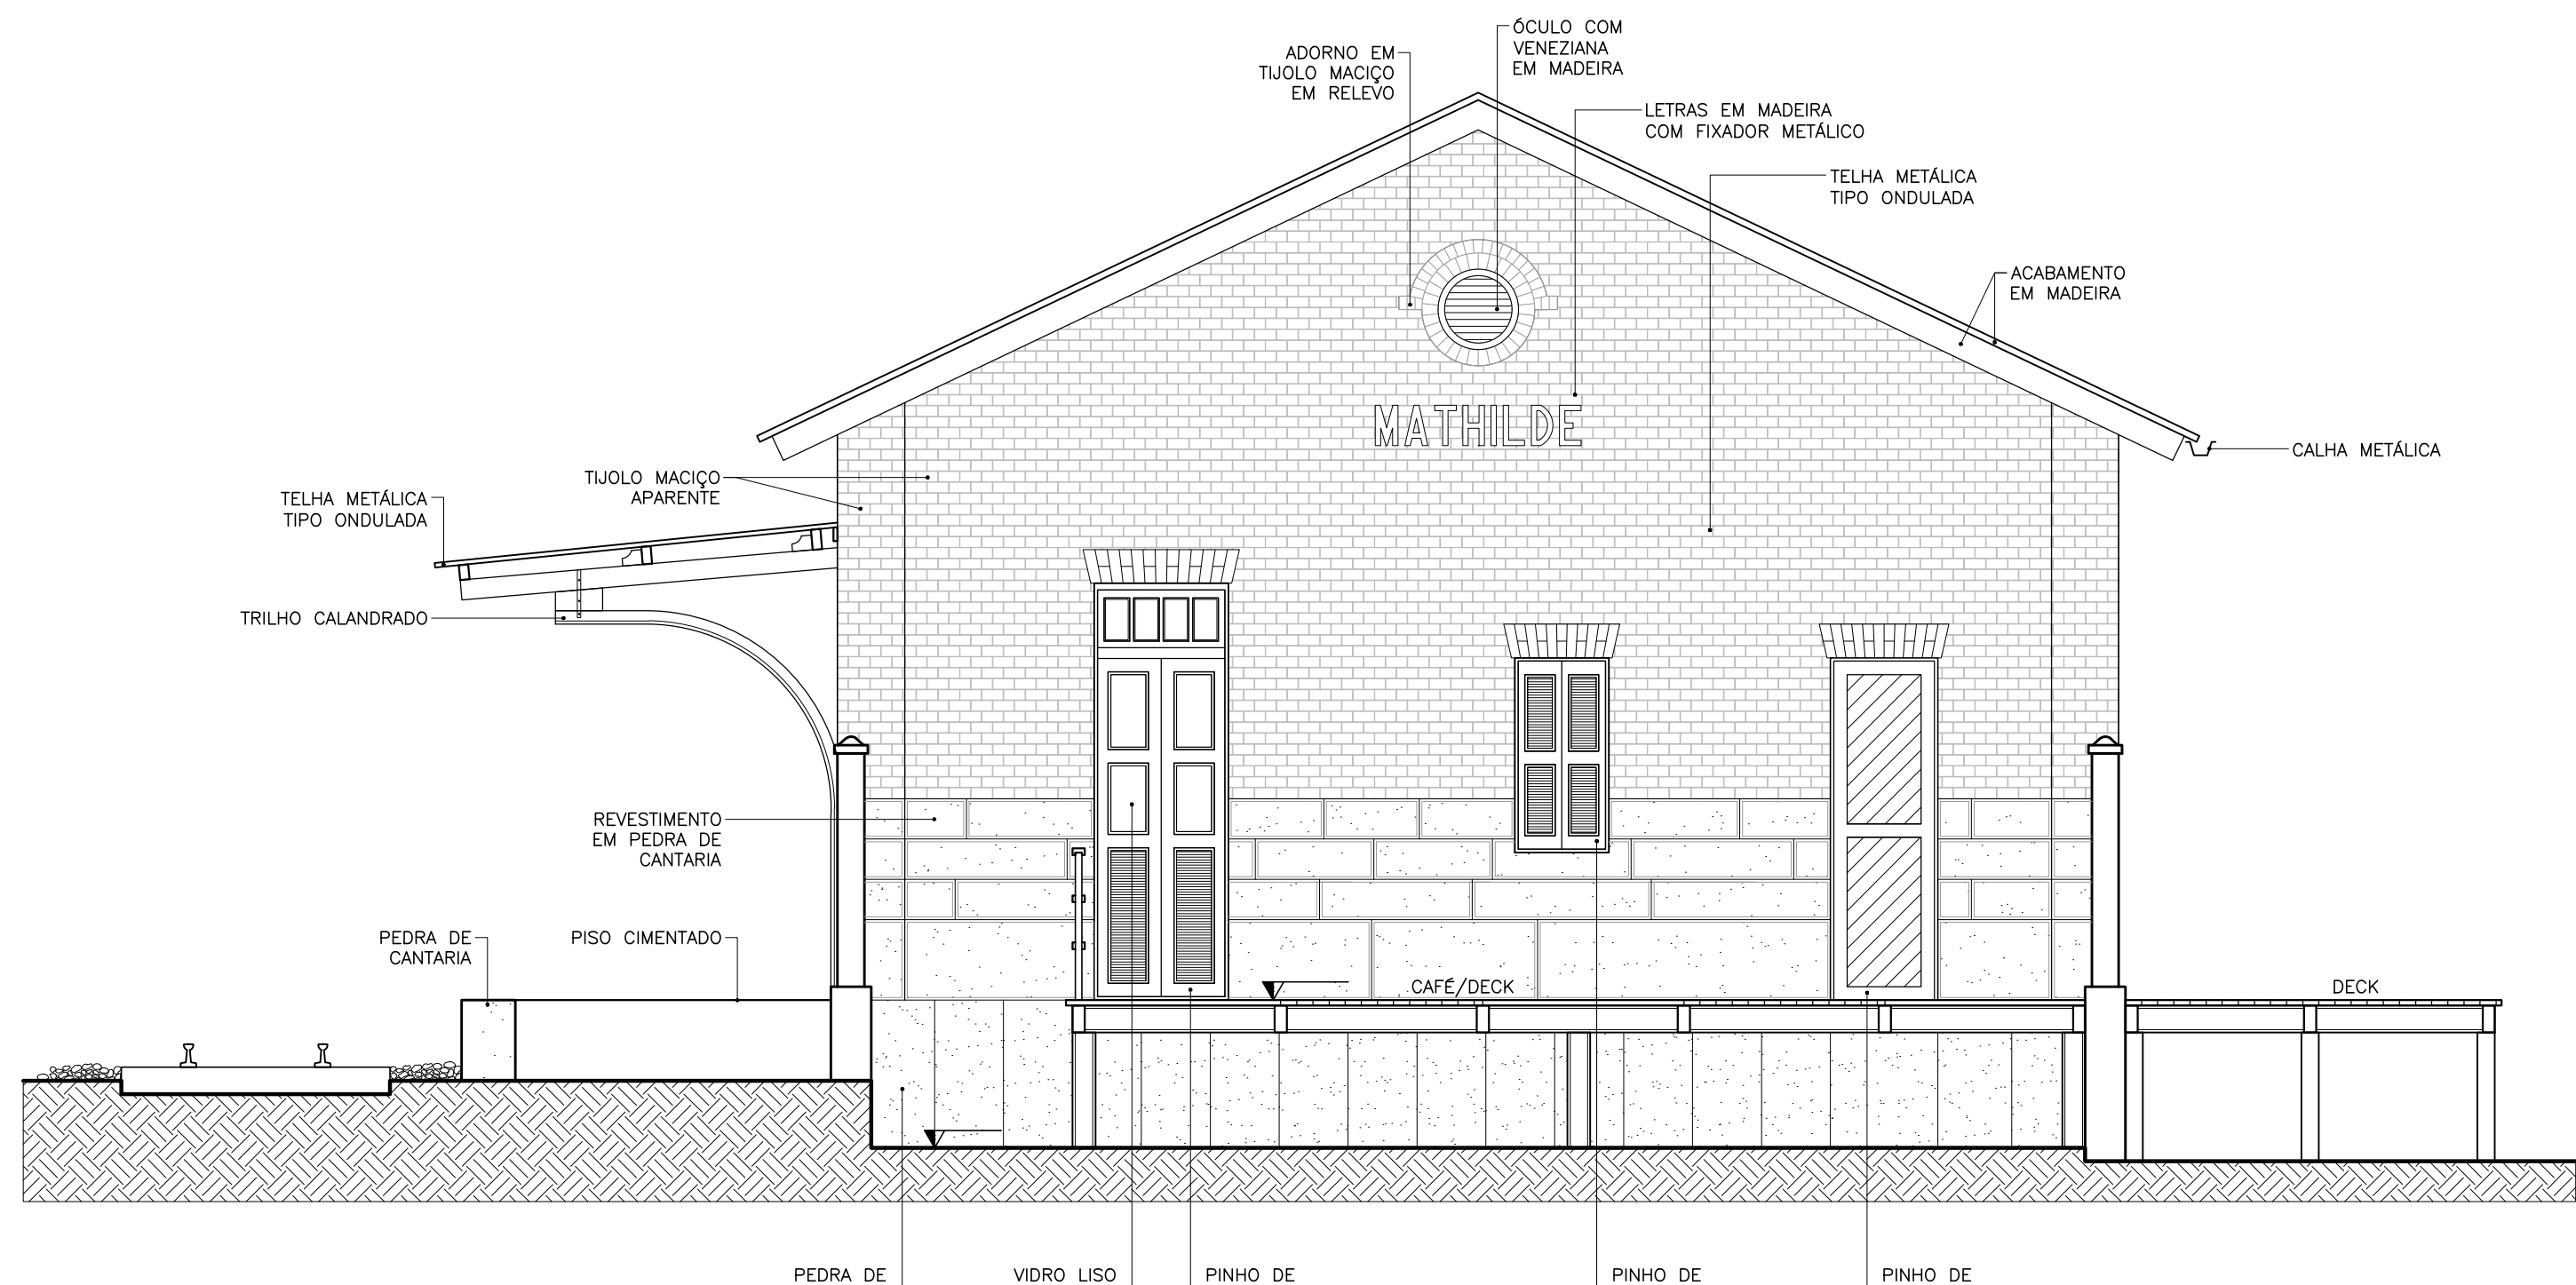 ÓCULO COM
VENEZIANA
EM MADEIRA
ADORNO EM
TIJOLO MACIÇO
EM RELEVO
LETRAS EM MADEIRA
COM FIXADOR METÁLICO
TELHA METÁLICA
TIPO ONDULADA
ACABAMENTO
EM MADEIRA
MATHILDE
CALHA METÁLICA
TIJOLO MACIÇO
APARENTE
TELHA METÁLICA
TIPO ONDULADA
TRILHO CALANDRADO
REVESTIMENTO
EM PEDRA DE
CANTARIA
PEDRA DE
CANTARIA
PISO CIMENTADO
CAFÉ/DECK
DECK
PEDRA DE
VIDRO LISO
PINHO DE
PINHO DE
PINHO DE